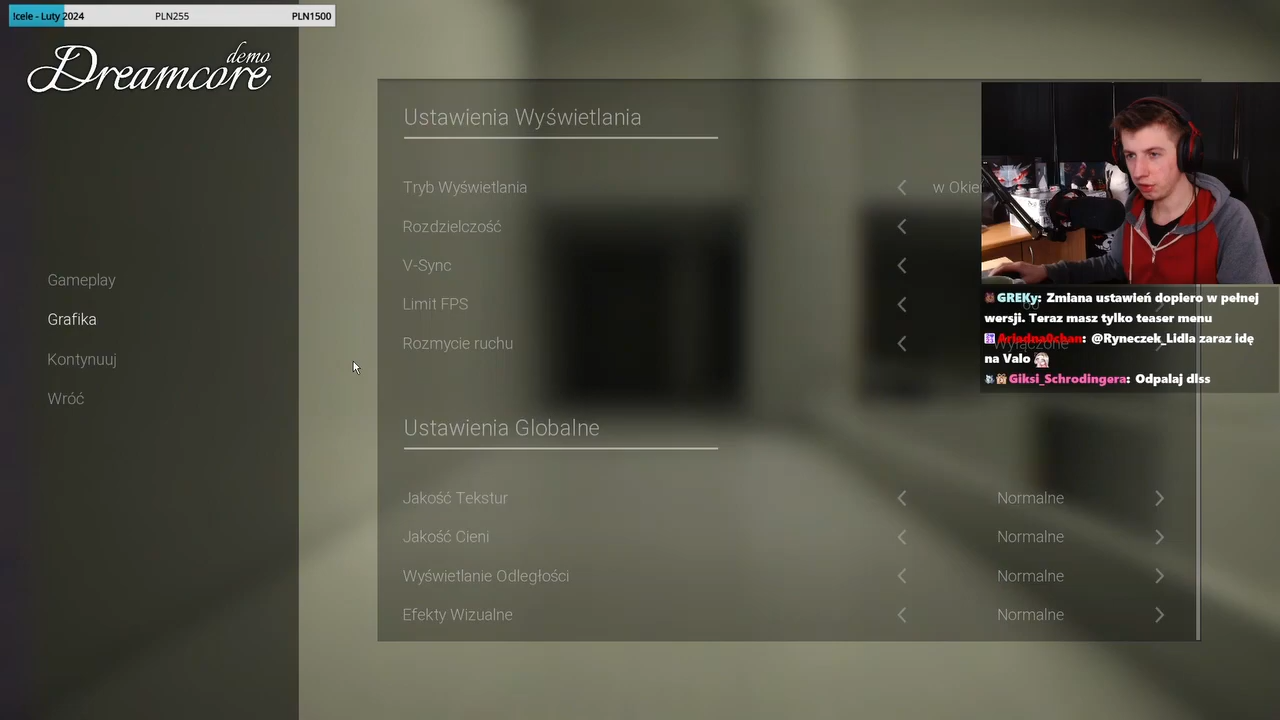 !cele - Luty 2024 PLN255 PLN1500
Dreamcore
demo
Ustawienia Wyświetlania
Tryb Wyświetlania w Okie
Rozdzielczość
V-Sync
Limit FPS
Rozmycie ruchu Wyłączone
Gameplay
Grafika
Kontynuuj
Wróć
Ustawienia Globalne
Jakość Tekstur Normalne
Jakość Cieni Normalne
Wyświetlanie Odległości Normalne
Efekty Wizualne Normalne
GREKy: Zmiana ustawień dopiero w pełnej
wersji. Teraz masz tylko teaser menu
Ariadna0chan: @Ryneczek_Lidla zaraz idę
na Valo
Giksi_Schrodingera: Odpalaj dlss